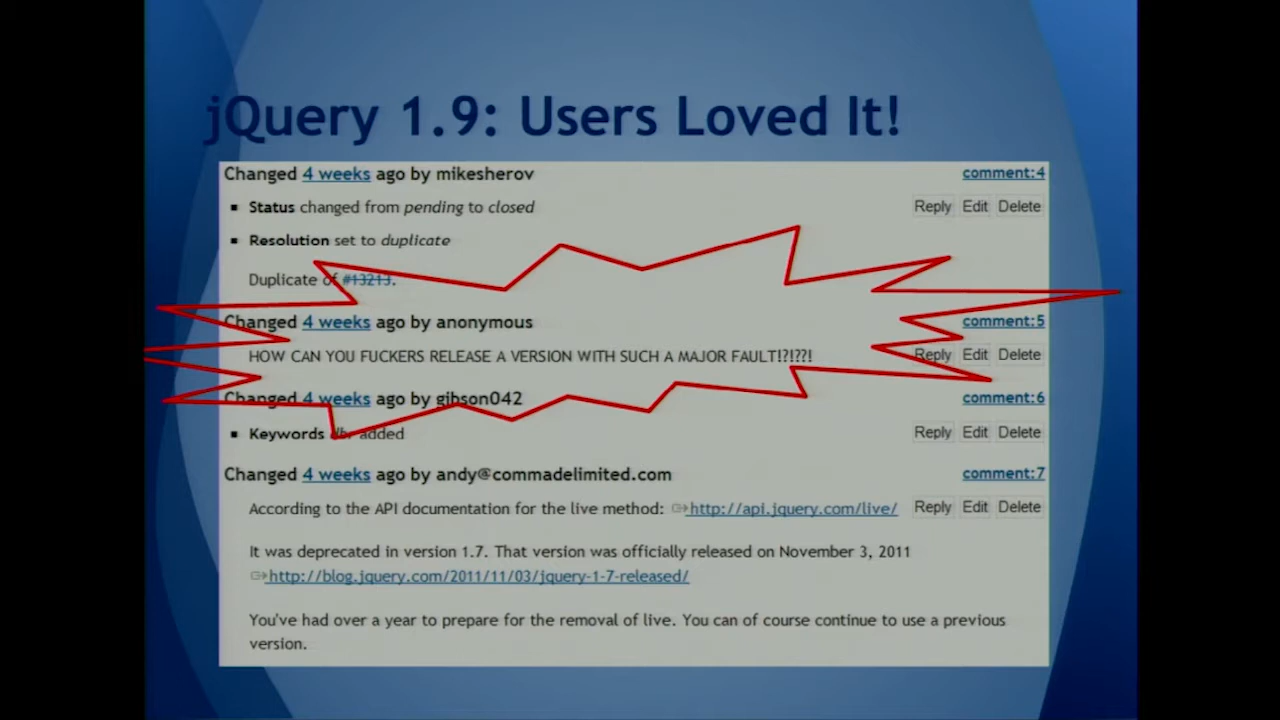 jQuery 1.9: Users Loved It!
Changed 4 weeks ago by mikesherov comment:4
Status changed from pending to closed Reply Edit Delete
Resolution set to duplicate
Duplicate of #13213.
Changed 4 weeks ago by anonymous comment:5
HOW CAN YOU FUCKERS RELEASE A VERSION WITH SUCH A MAJOR FAULT!?!??! Reply Edit Delete
Changed 4 weeks ago by gibson042 comment:6
Keywords added Reply Edit Delete
Changed 4 weeks ago by andy@commadelimited.com comment:7
According to the API documentation for the live method: http://api.jquery.com/live/ Reply Edit Delete
It was deprecated in version 1.7. That version was officially released on November 3, 2011
http://blog.jquery.com/2011/11/03/jquery-1-7-released/
You've had over a year to prepare for the removal of live. You can of course continue to use a previous
version.